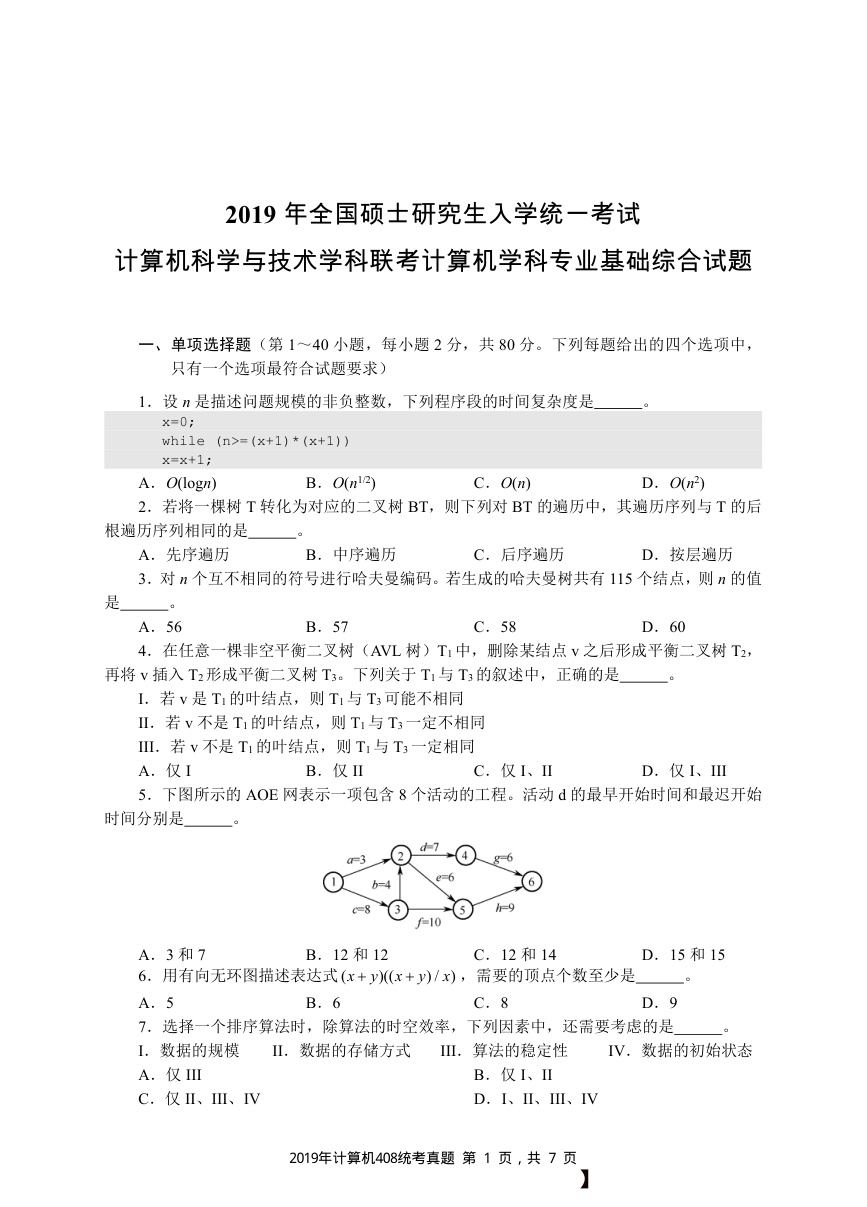 2019 年全国硕士研究生入学统一考试
计算机科学与技术学科联考计算机学科专业基础综合试题
一、单项选择题（第 1～40 小题，每小题 2 分，共 80 分。下列每题给出的四个选项中，
只有一个选项最符合试题要求）
1．设 n 是描述问题规模的非负整数，下列程序段的时间复杂度是______。
x=0;
while (n>=(x+1)*(x+1))
x=x+1;
A．O(logn) B．O(n^{1/2}) C．O(n) D．O(n²)
2．若将一棵树 T 转化为对应的二叉树 BT，则下列对 BT 的遍历中，其遍历序列与 T 的后
根遍历序列相同的是______。
A．先序遍历 B．中序遍历 C．后序遍历 D．按层遍历
3．对 n 个互不相同的符号进行哈夫曼编码。若生成的哈夫曼树共有 115 个结点，则 n 的值
是______。
A．56 B．57 C．58 D．60
4．在任意一棵非空平衡二叉树（AVL 树）T₁中，删除某结点 v 之后形成平衡二叉树 T₂，
再将 v 插入 T₂形成平衡二叉树 T₃。下列关于 T₁与 T₃的叙述中，正确的是______。
I．若 v 是 T₁的叶结点，则 T₁与 T₃可能不相同
II．若 v 不是 T₁的叶结点，则 T₁与 T₃一定不相同
III．若 v 不是 T₁的叶结点，则 T₁与 T₃一定相同
A．仅 I B．仅 II C．仅 I、II D．仅 I、III
5．下图所示的 AOE 网表示一项包含 8 个活动的工程。活动 d 的最早开始时间和最迟开始
时间分别是______。
d=7
a=3 2 4 g=6
1 b=4 e=6 6
c=8 3 5 h=9
f=10
A．3 和 7 B．12 和 12 C．12 和 14 D．15 和 15
6．用有向无环图描述表达式(x + y)((x + y) / x)，需要的顶点个数至少是______。
A．5 B．6 C．8 D．9
7．选择一个排序算法时，除算法的时空效率，下列因素中，还需要考虑的是______。
I．数据的规模 II．数据的存储方式 III．算法的稳定性 IV．数据的初始状态
A．仅 III B．仅 I、II
C．仅 II、III、IV D．I、II、III、IV
2019年计算机408统考真题 第 1 页，共 7 页
】